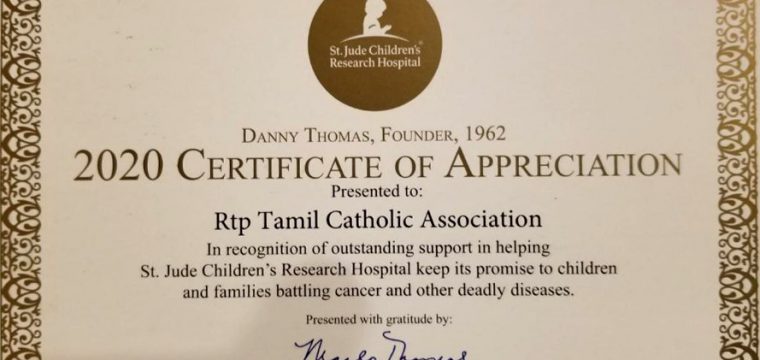 St. Jude Children's®
Research Hospital
DANNY THOMAS, FOUNDER, 1962
2020 CERTIFICATE OF APPRECIATION
Presented to:
Rtp Tamil Catholic Association
In recognition of outstanding support in helping
St. Jude Children's Research Hospital keep its promise to children
and families battling cancer and other deadly diseases.
Presented with gratitude by:
Marlo Thomas